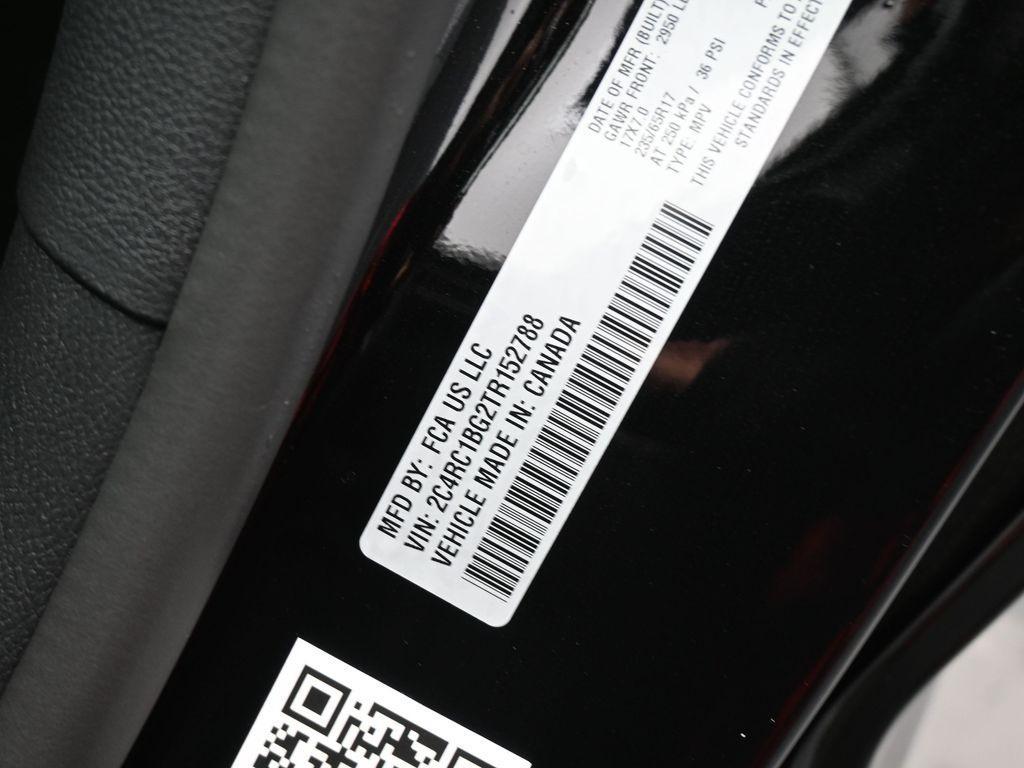 MFD BY: FCA US LLC
VIN: 2C4RC1BG2TR152788
VEHICLE MADE IN: CANADA
DATE OF MFR (BUILT)
GAWR FRONT: 2950
17X7.0
235/65R17
AT 250 kPa / 36 PSI
TYPE: MPV
THIS VEHICLE CONFORMS TO
STANDARDS IN EFFECT